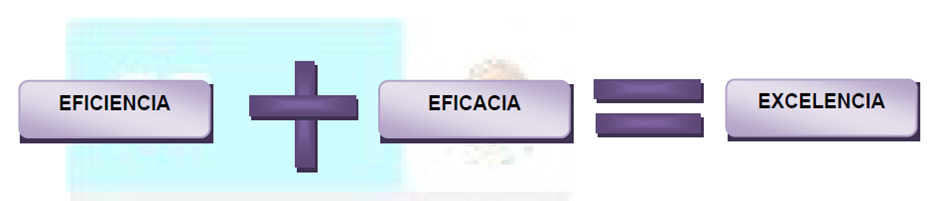 EFICIENCIA + EFICACIA = EXCELENCIA